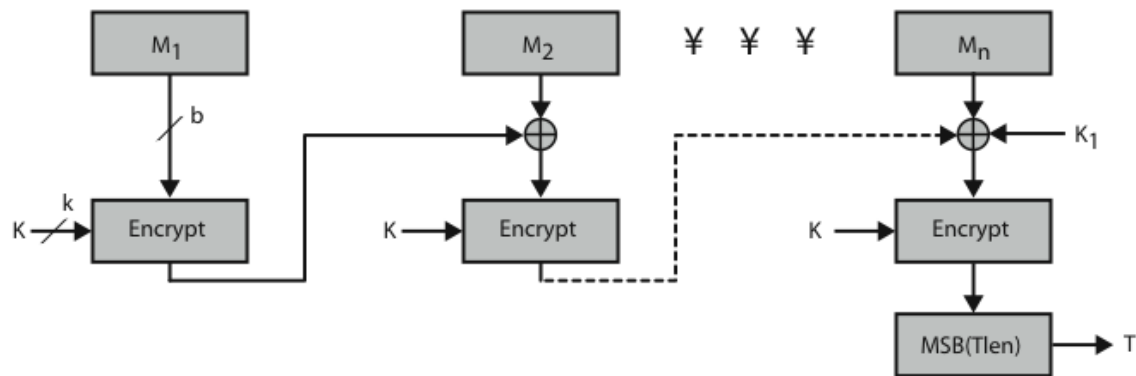 M1
M2
¥ ¥ ¥
Mn
b
K1
k
K
Encrypt
K
Encrypt
K
Encrypt
MSB(Tlen)
T